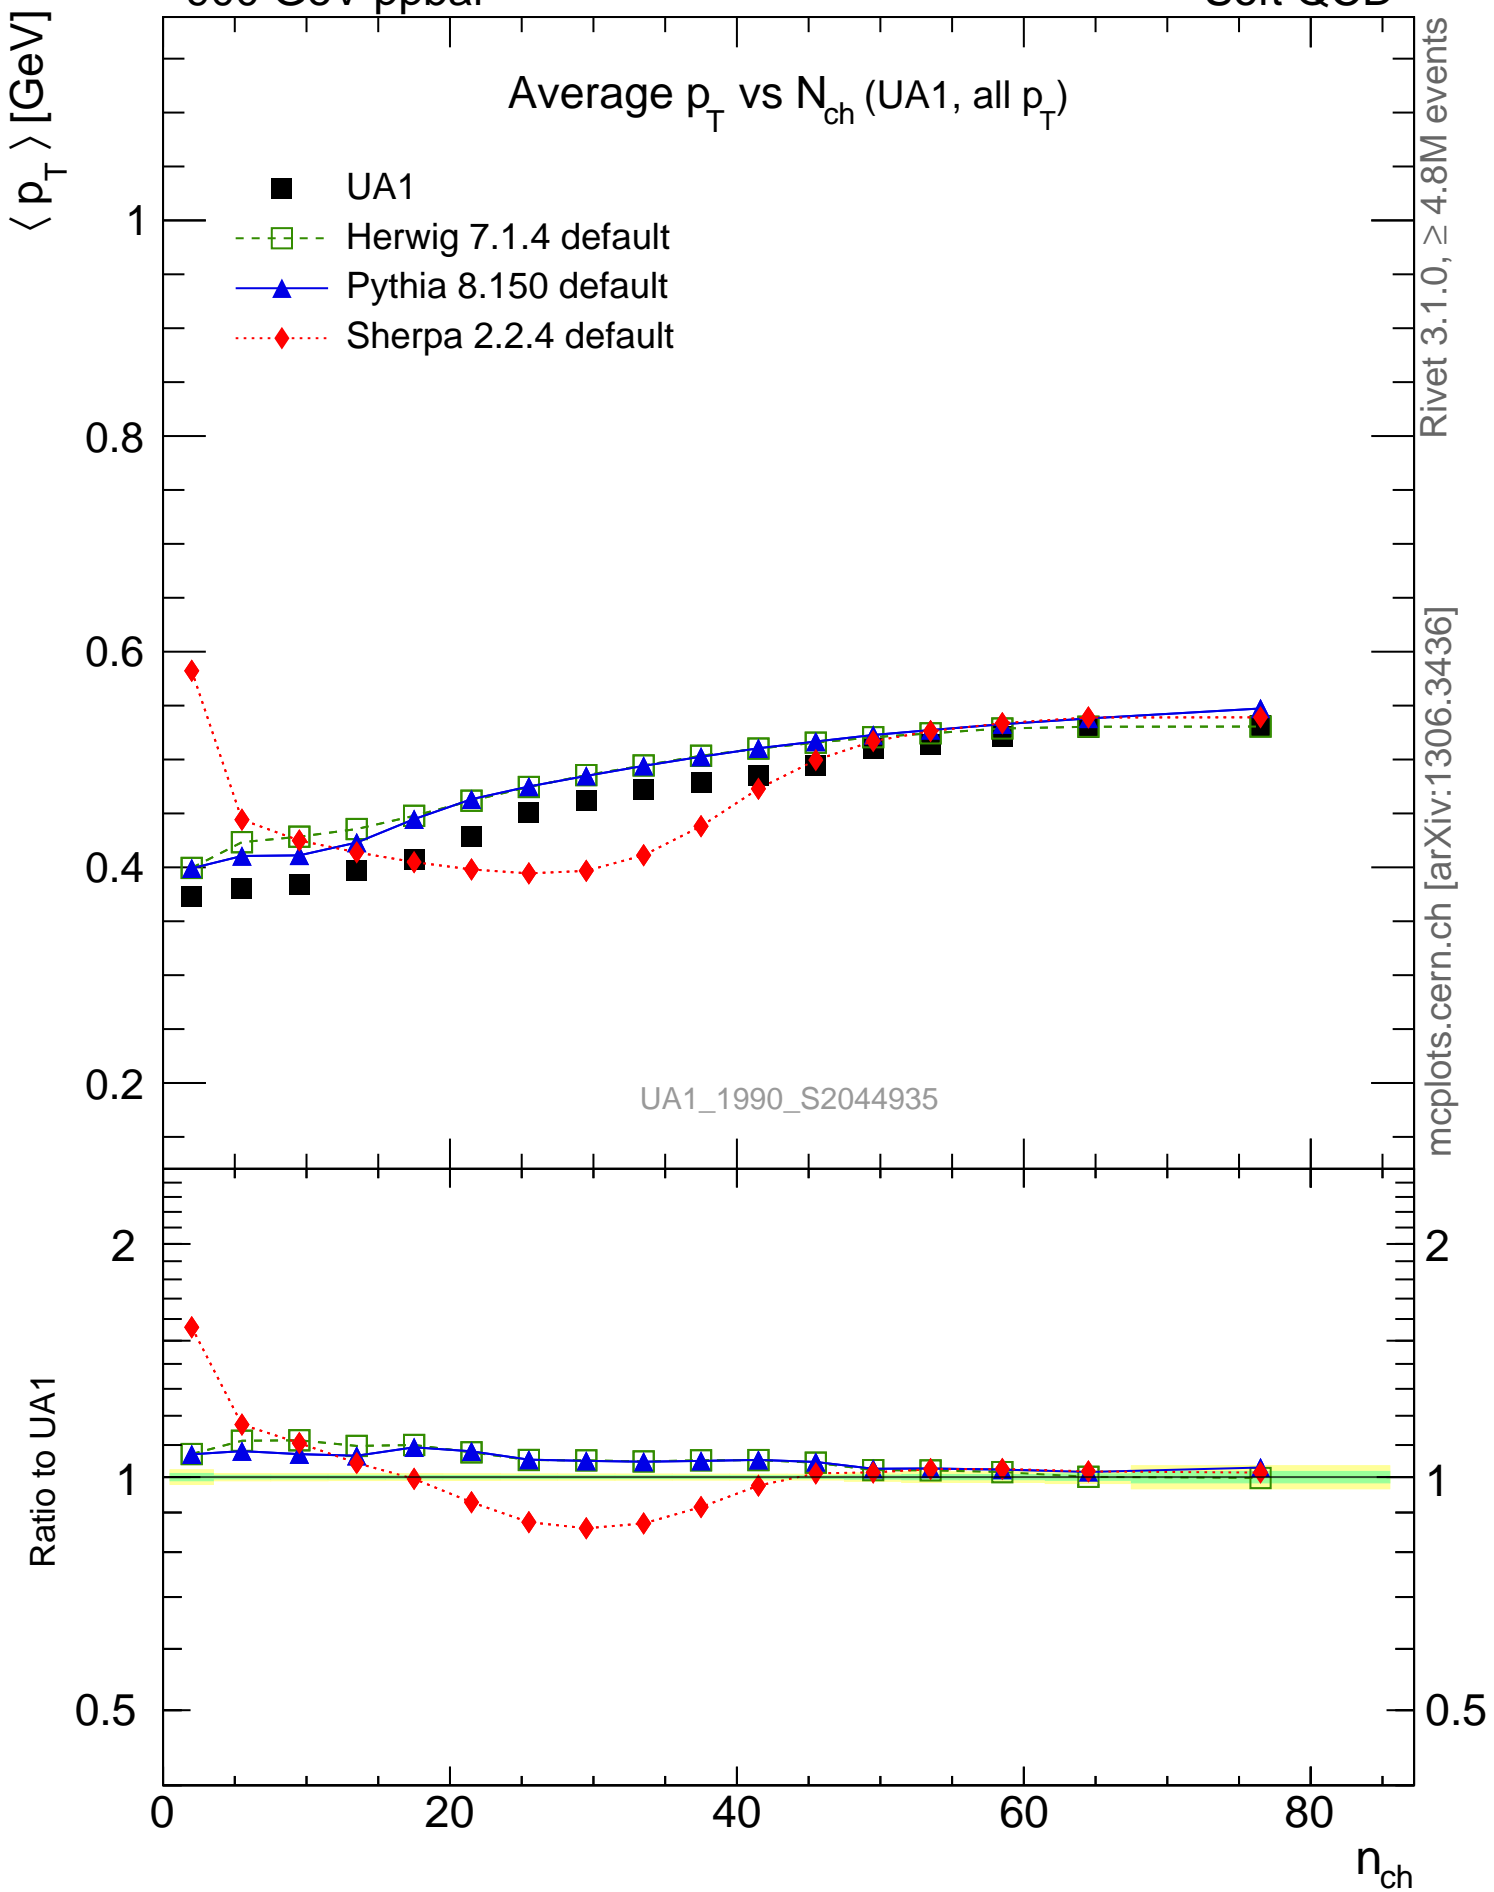 ⟨ p_T ⟩ [GeV]
Average p_T vs N_ch (UA1, all p_T)
UA1
Herwig 7.1.4 default
Pythia 8.150 default
Sherpa 2.2.4 default
1
0.8
0.6
0.4
0.2
UA1_1990_S2044935
Rivet 3.1.0, ≥ 4.8M events
mcplots.cern.ch [arXiv:1306.3436]
Ratio to UA1
2
1
0.5
2
1
0.5
0 20 40 60 80
n_ch